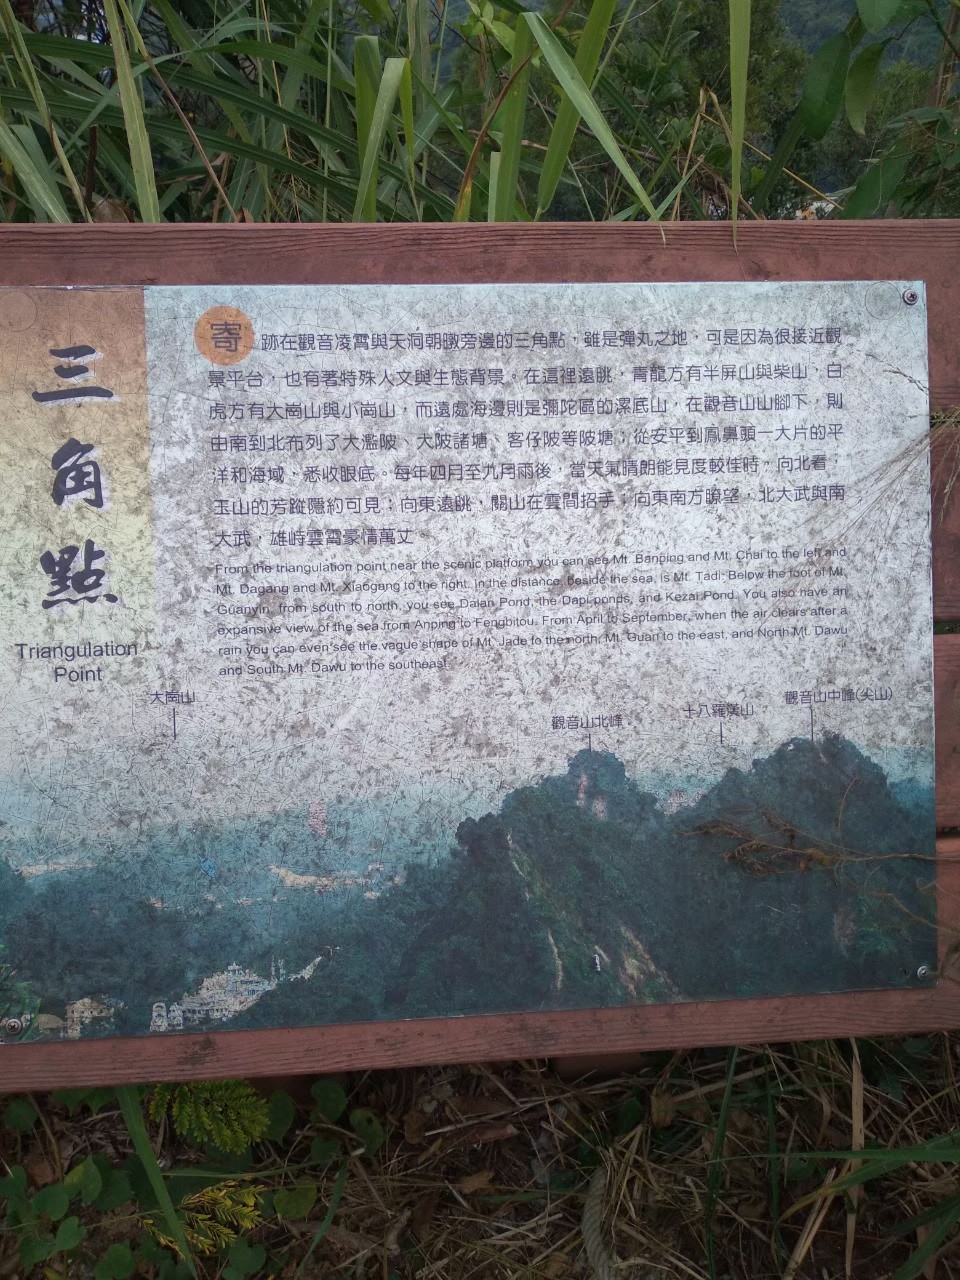 三角點
Triangulation
Point
寄跡在觀音凌霄與天洞朝暾旁邊的三角點，雖是彈丸之地，可是因為很接近觀
景平台，也有著特殊人文與生態背景。在這裡遠眺，青龍方有半屏山與柴山，白
虎方有大崗山與小崗山，而遠處海邊則是彌陀區的漯底山，在觀音山山腳下，則
由南到北布列了大灆陂、大陂諸塘、客仔陂等陂塘；從安平到鳳鼻頭一大片的平
洋和海域，悉收眼底。每年四月至九月雨後，當天氣晴朗能見度較佳時，向北看，
玉山的芳蹤隱約可見；向東遠眺，關山在雲間招手；向東南方瞭望，北大武與南
大武，雄峙雲霄豪情萬丈。
From the triangulation point near the scenic platform you can see Mt. Banping and Mt. Chai to the left and
Mt. Dagang and Mt. Xiaogang to the right. In the distance, beside the sea, is Mt. Tadi; Below the foot of Mt.
Guanyin, from south to north, you see Dalan Pond, the Dapi ponds, and Kezai Pond. You also have an
expansive view of the sea from Anping to Fengbitou. From April to September, when the air clears after a
rain you can even see the vague shape of Mt. Jade to the north, Mt. Guan to the east, and North Mt. Dawu
and South Mt. Dawu to the southeast.
大崗山
觀音山北峰
十八羅漢山
觀音山中峰(尖山)